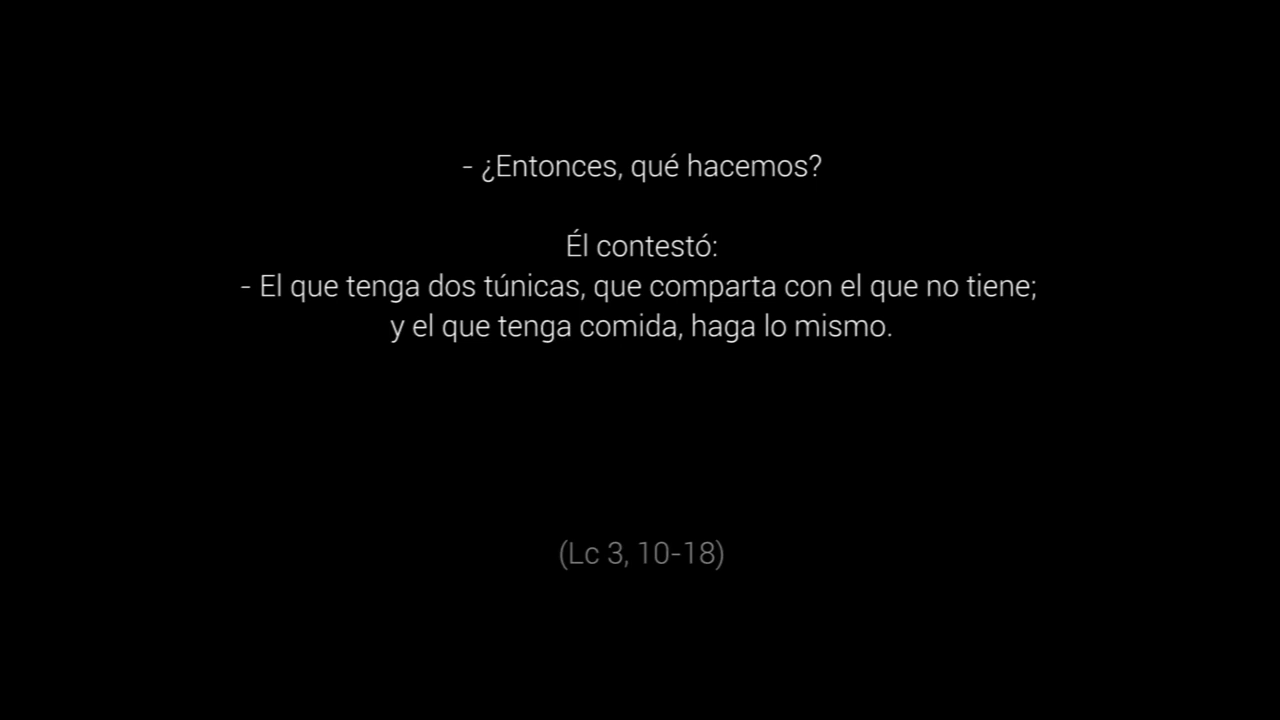 - ¿Entonces, qué hacemos?
Él contestó:
- El que tenga dos túnicas, que comparta con el que no tiene;
y el que tenga comida, haga lo mismo.
(Lc 3, 10-18)